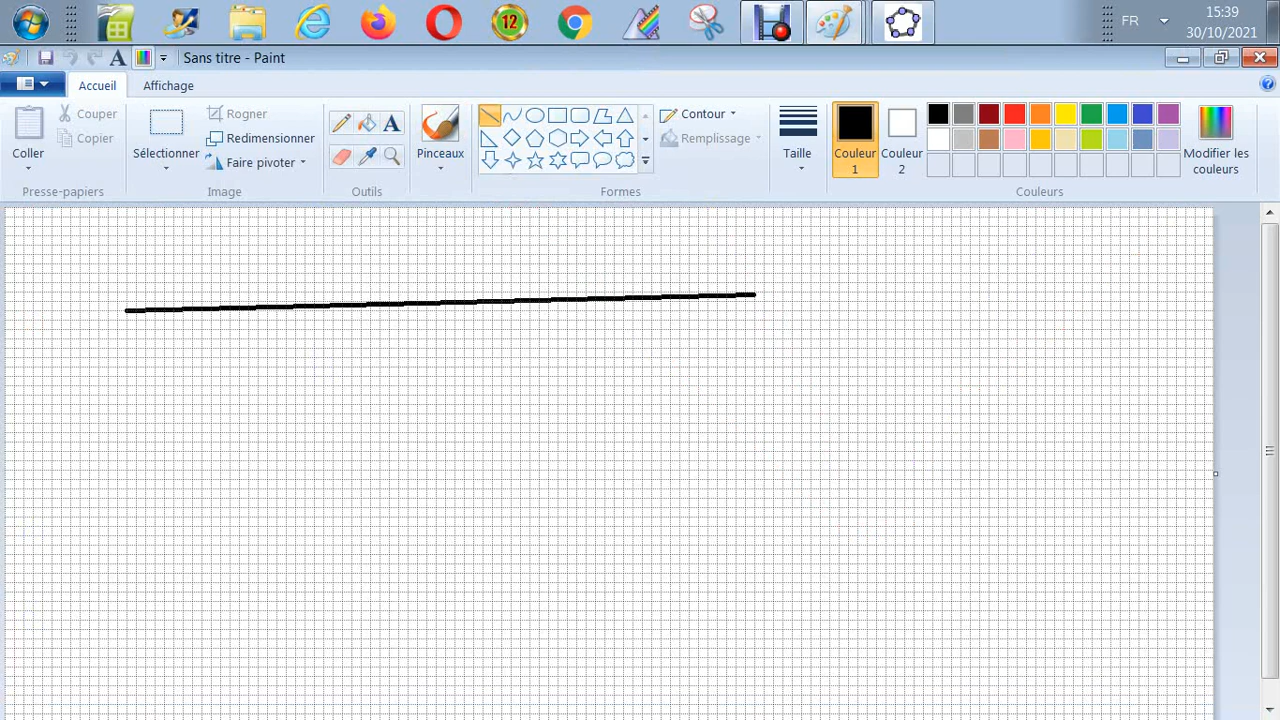 12
FR
15:39
30/10/2021
Sans titre - Paint
Accueil
Affichage
Coller
Couper
Copier
Presse-papiers
Sélectionner
Rogner
Redimensionner
Faire pivoter
Image
A
Outils
Pinceaux
Contour
Remplissage
Formes
Taille
Couleur
1
Couleur
2
Modifier les
couleurs
Couleurs